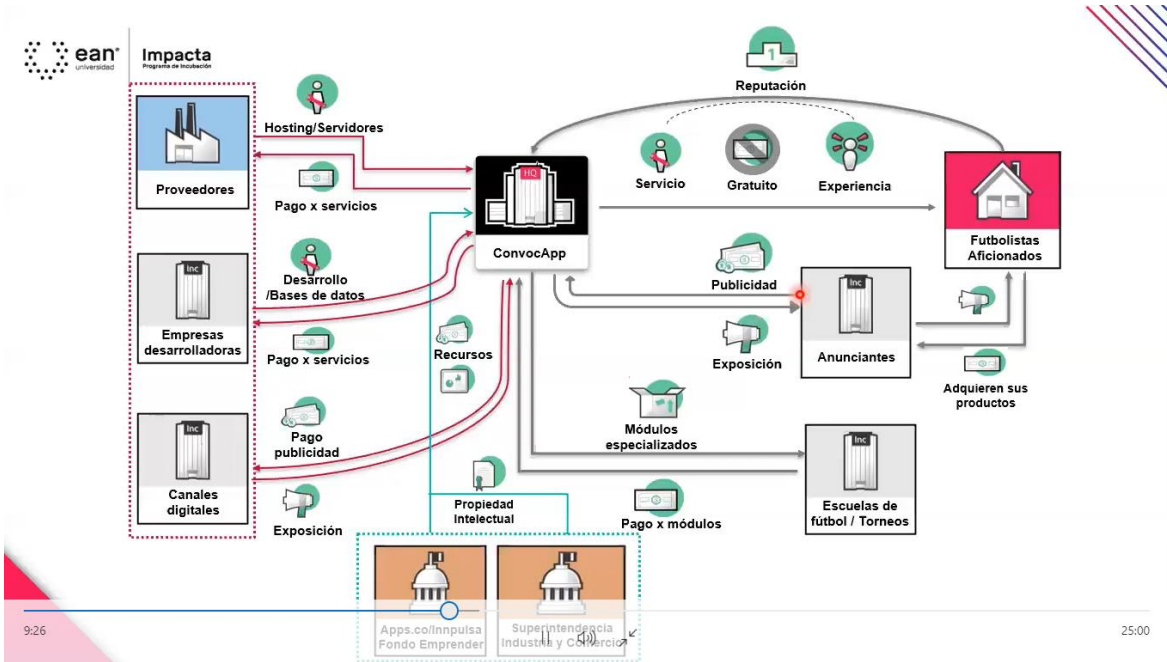 ean®
universidad
Impacta
Programa de Incubación
1
Reputación
Hosting/Servidores
Proveedores
Pago x servicios
HQ
ConvocApp
Servicio
Gratuito
Experiencia
Futbolistas
Aficionados
Inc
Desarrollo
/Bases de datos
Empresas
desarrolladoras
Pago x servicios
Recursos
Publicidad
Inc
Exposición
Anunciantes
Adquieren sus
productos
Inc
Pago
publicidad
Canales
digitales
Exposición
Módulos
especializados
Propiedad
Intelectual
Pago x módulos
Inc
Escuelas de
fútbol / Torneos
Apps.co/Innpulsa
Fondo Emprender
Superintendencia
Industria y Comercio
9:26
25:00